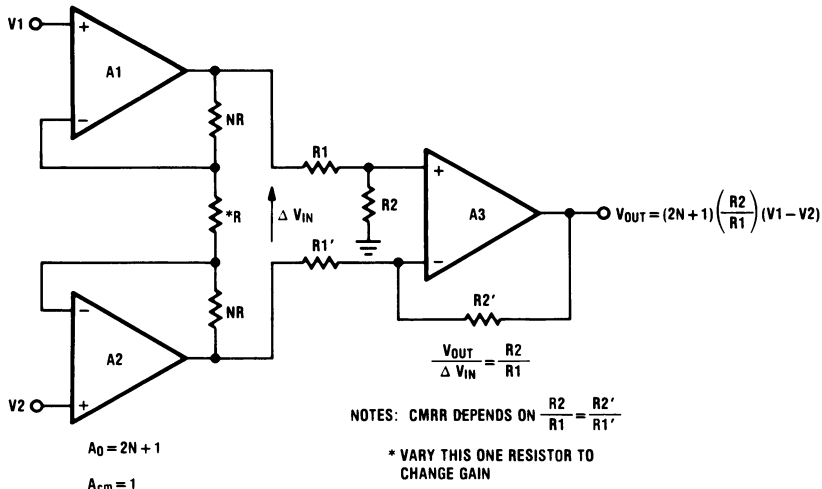 V1
+
A1
−
NR
*R
Δ VIN
NR
−
A2
+
V2
R1
R2
R1'
+
A3
−
R2'
VOUT = (2N + 1) (R2/R1) (V1 − V2)
VOUT/Δ VIN = R2/R1
NOTES: CMRR DEPENDS ON R2/R1 = R2'/R1'
* VARY THIS ONE RESISTOR TO
CHANGE GAIN
A0 = 2N + 1
Acm = 1